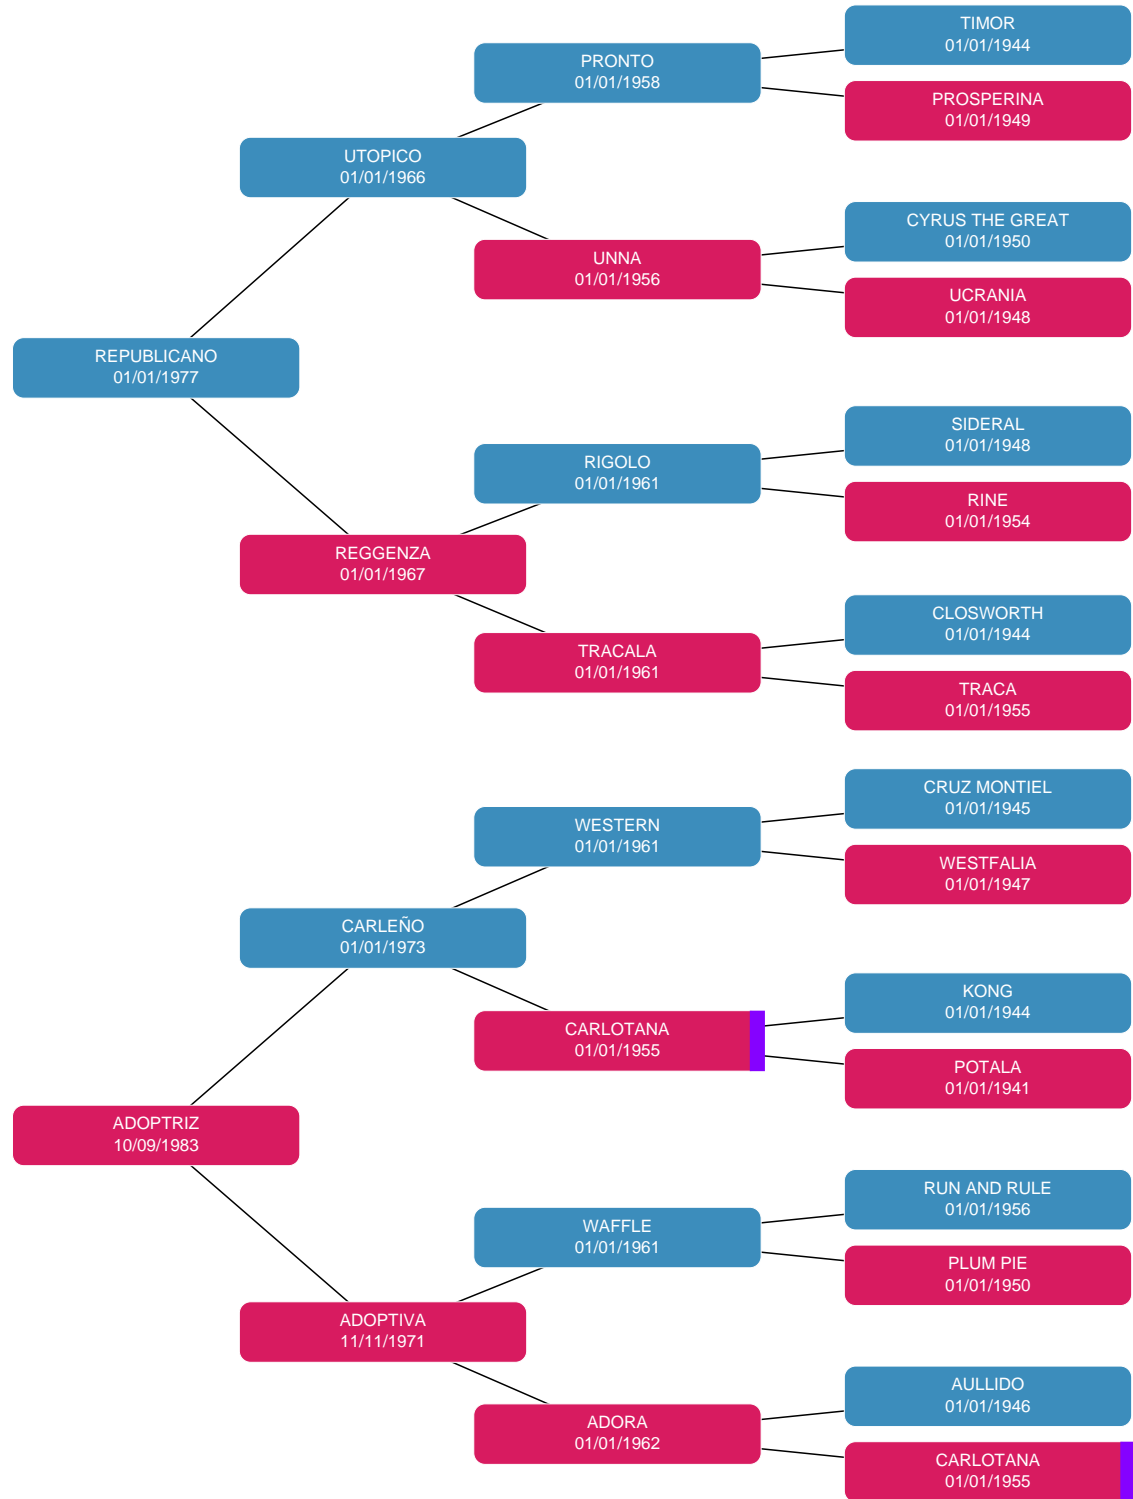 TIMOR
01/01/1944
PRONTO
01/01/1958
PROSPERINA
01/01/1949
UTOPICO
01/01/1966
CYRUS THE GREAT
01/01/1950
UNNA
01/01/1956
UCRANIA
01/01/1948
REPUBLICANO
01/01/1977
SIDERAL
01/01/1948
RIGOLO
01/01/1961
RINE
01/01/1954
REGGENZA
01/01/1967
CLOSWORTH
01/01/1944
TRACALA
01/01/1961
TRACA
01/01/1955
CRUZ MONTIEL
01/01/1945
WESTERN
01/01/1961
WESTFALIA
01/01/1947
CARLEÑO
01/01/1973
KONG
01/01/1944
CARLOTANA
01/01/1955
POTALA
01/01/1941
ADOPTRIZ
10/09/1983
RUN AND RULE
01/01/1956
WAFFLE
01/01/1961
PLUM PIE
01/01/1950
ADOPTIVA
11/11/1971
AULLIDO
01/01/1946
ADORA
01/01/1962
CARLOTANA
01/01/1955